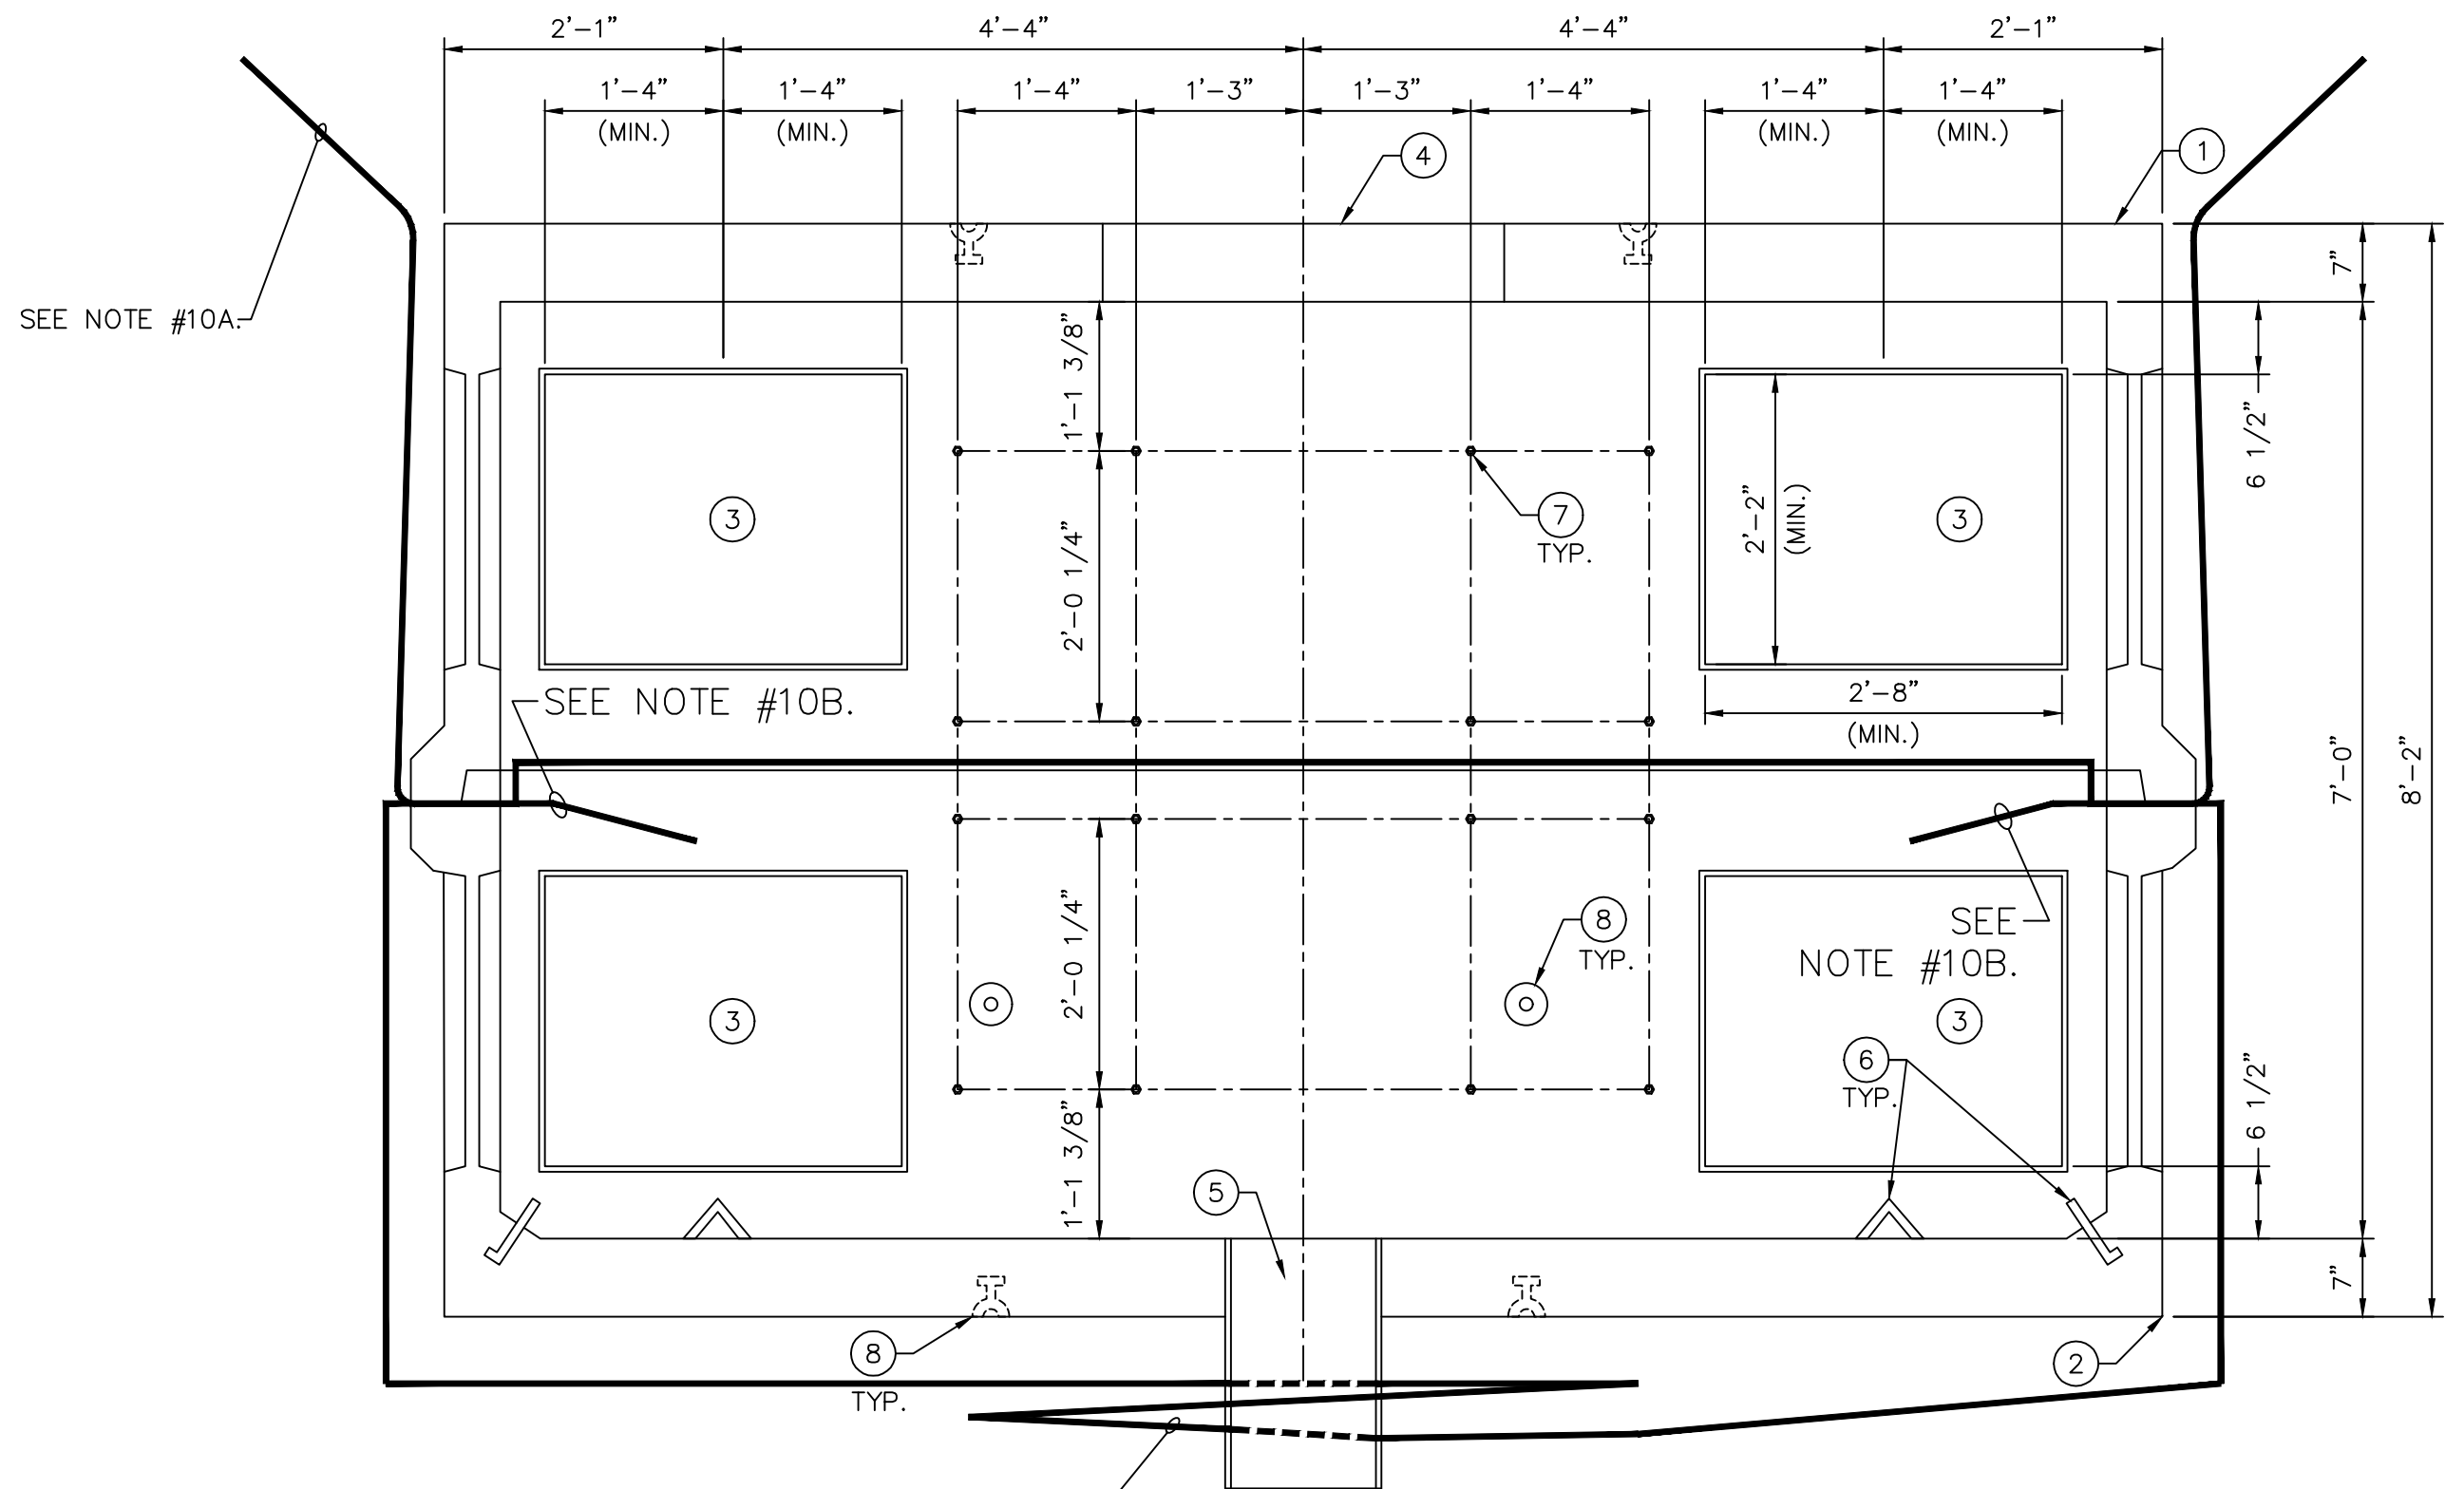 2'-1" 4'-4" 4'-4" 2'-1"
1'-4" 1'-4" 1'-4" 1'-3" 1'-3" 1'-4" 1'-4" 1'-4"
(MIN.) (MIN.) (MIN.) (MIN.)
4
1
7"
SEE NOTE #10A.
1'-1 3/8"
6 1/2"
3
7
TYP.
2'-2"
(MIN.)
3
2'-0 1/4"
SEE NOTE #10B.
2'-8"
(MIN.)
7'-0"
8'-2"
8
TYP.
SEE
NOTE #10B.
2'-0 1/4"
3
3
6
TYP.
6 1/2"
1'-1 3/8"
5
7"
8
TYP.
2